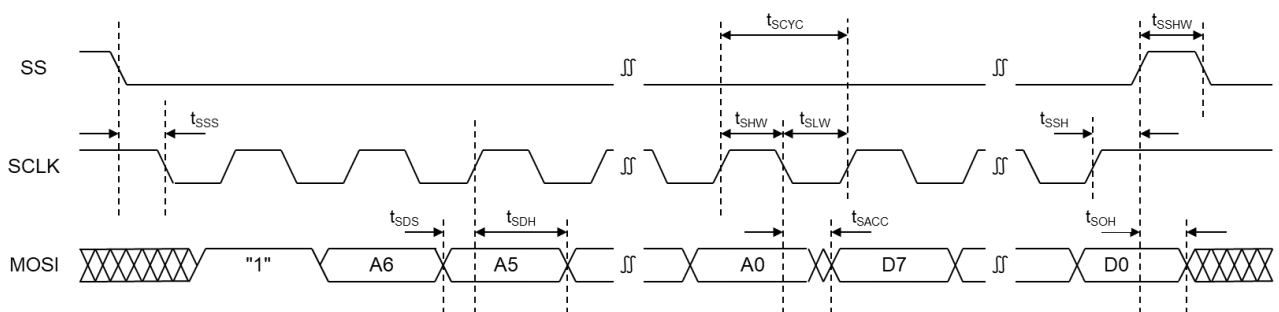 tSCYC
tSSHW
SS
tSSS
tSHW
tSLW
tSSH
SCLK
tSDS
tSDH
tSACC
tSOH
MOSI
"1"
A6
A5
A0
D7
D0